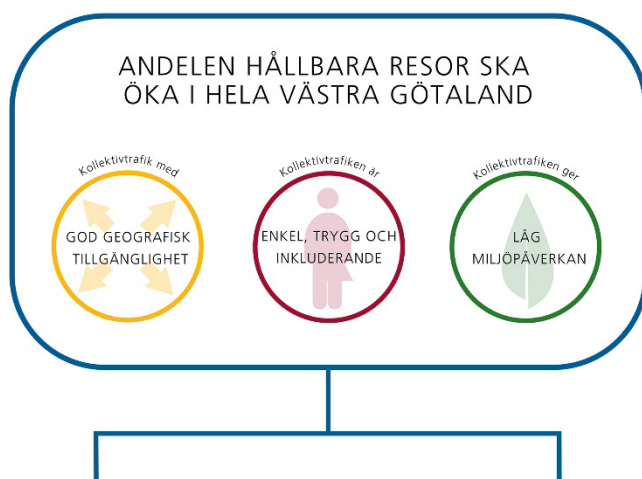 ANDELEN HÅLLBARA RESOR SKA
ÖKA I HELA VÄSTRA GÖTALAND
Kollektivtrafik med
GOD GEOGRAFISK
TILLGÄNGLIGHET
Kollektivtrafiken är
ENKEL, TRYGG OCH
INKLUDERANDE
Kollektivtrafiken ger
LÅG
MILJÖPÅVERKAN